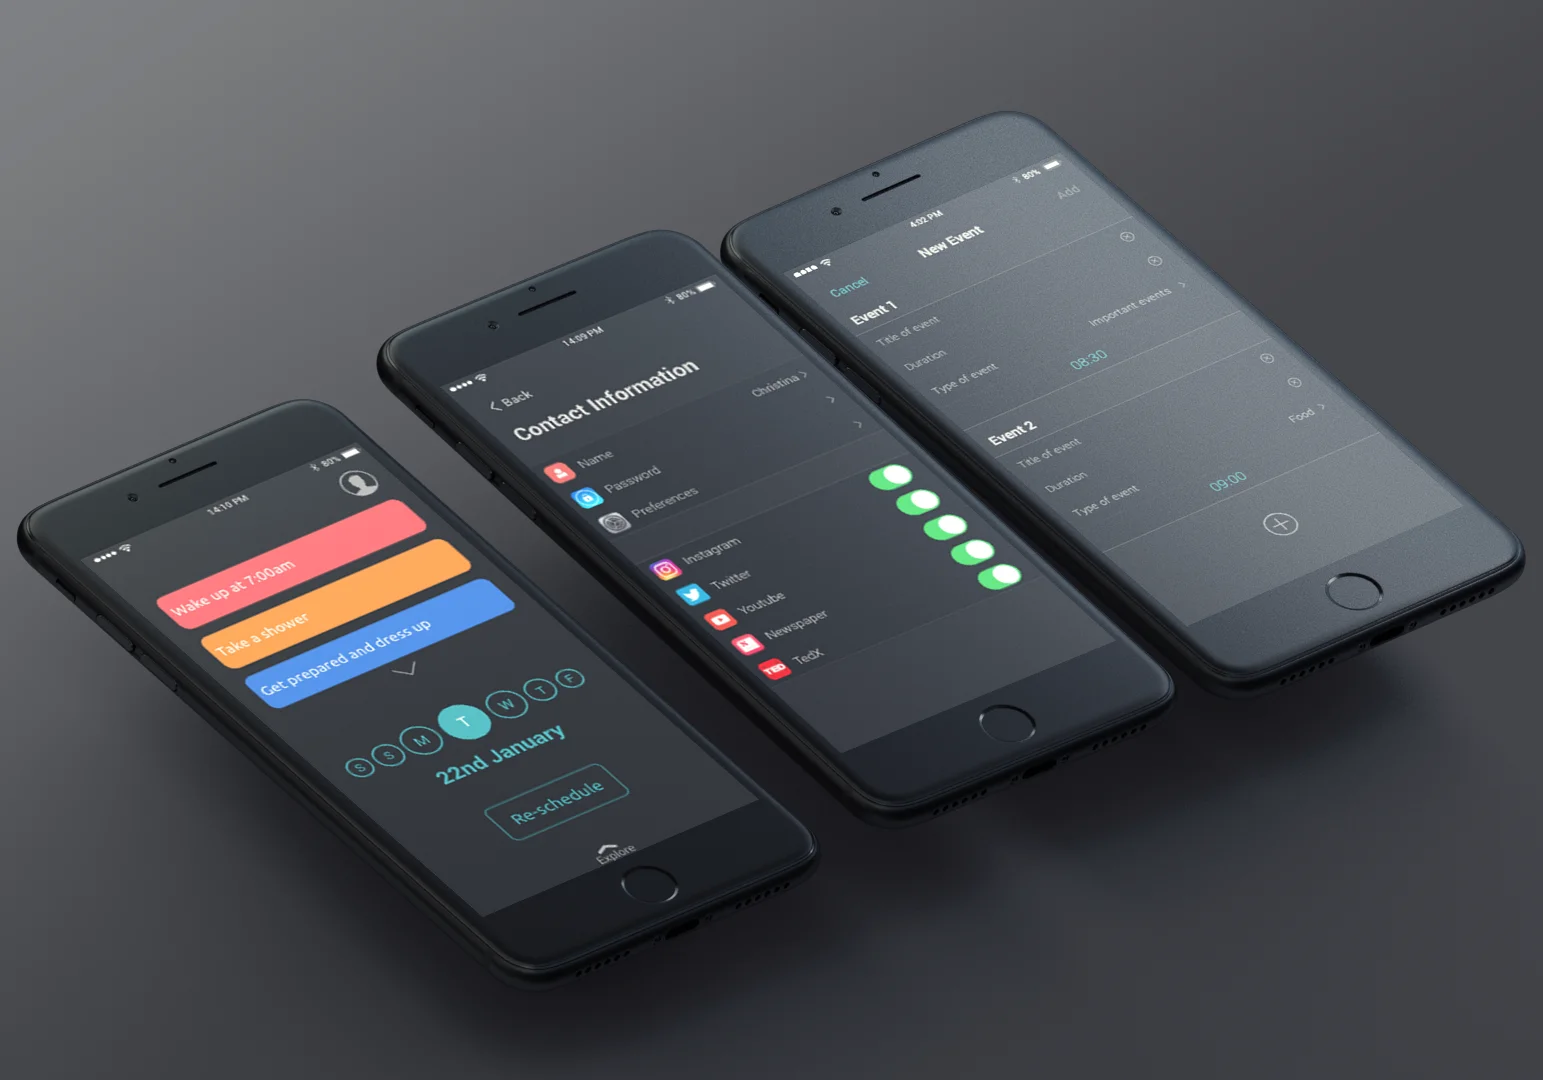 14:10 PM
80%
Wake up at 7:00am
Take a shower
Get prepared and dress up
S S M T W T F
22nd January
Re-schedule
Explore
14:09 PM
80%
Back
Contact Information
Name Christina
Password
Preferences
Instagram
Twitter
Youtube
Newspaper
TED TedX
4:02 PM
80%
Cancel New Event Add
Event 1
Title of event
Duration
Type of event Important events
08:30
Event 2
Title of event
Duration
Type of event Food
09:00